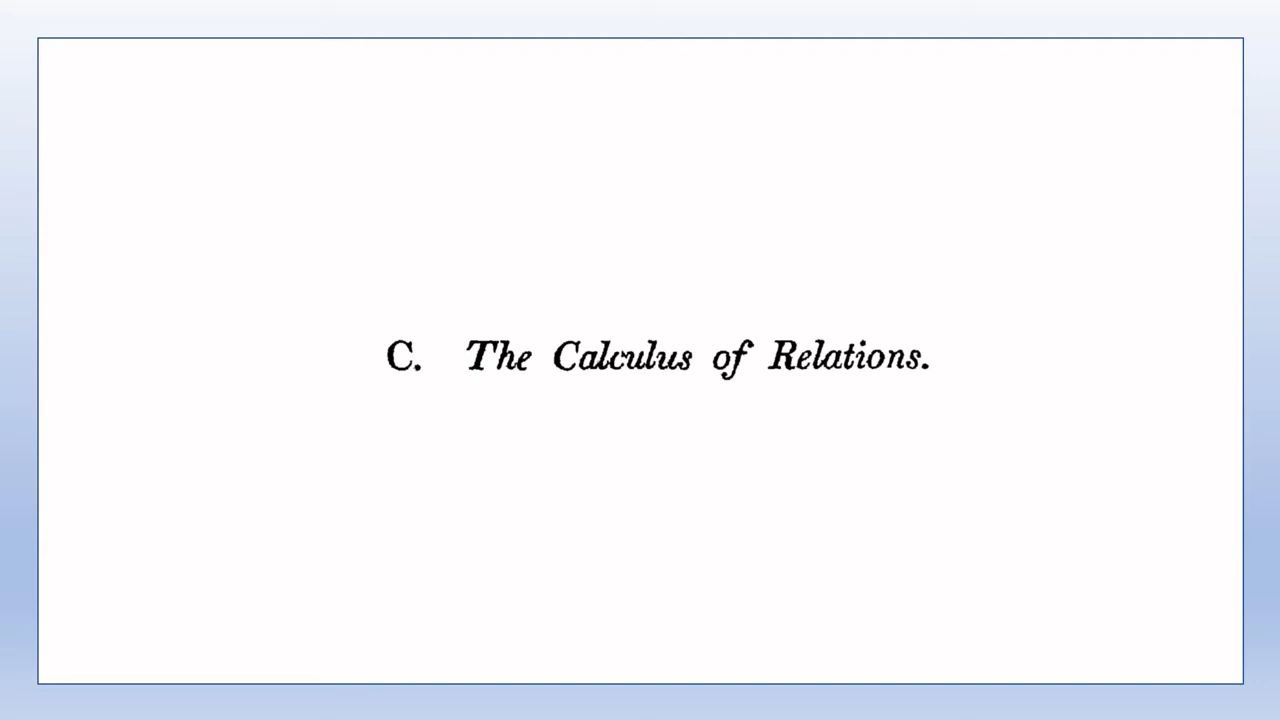 C. The Calculus of Relations.